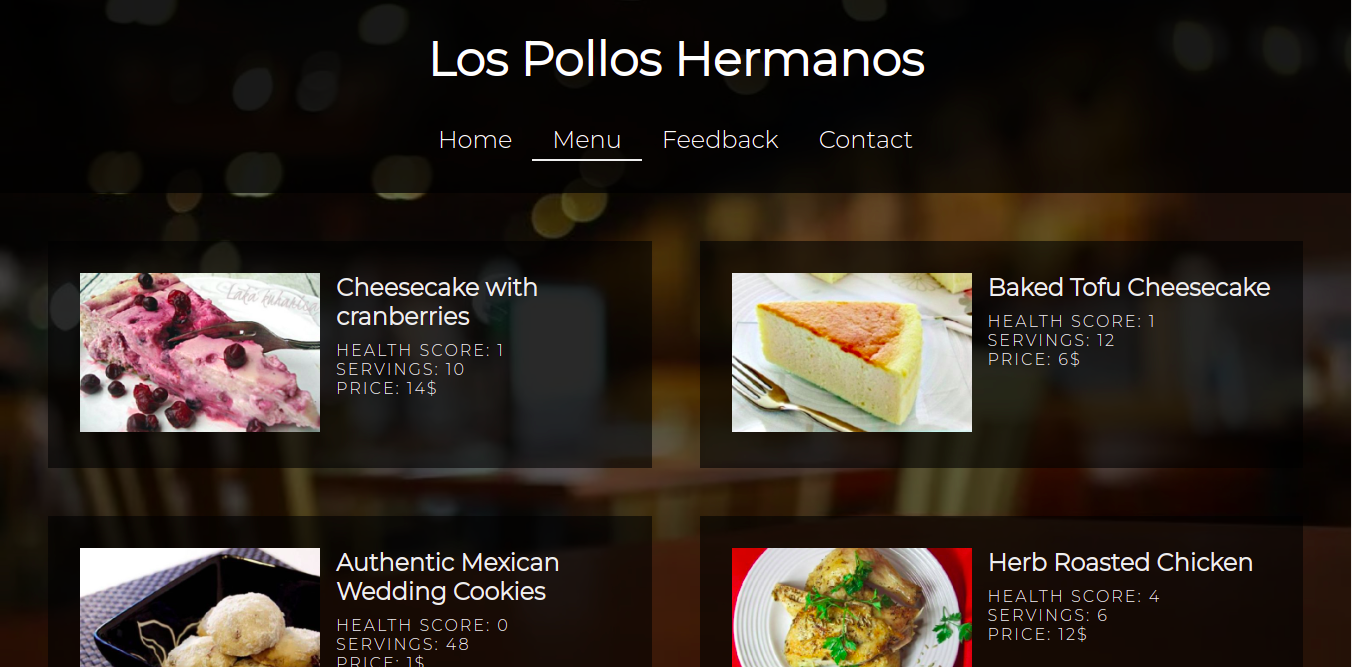 Los Pollos Hermanos
Home Menu Feedback Contact
Cheesecake with
cranberries
HEALTH SCORE: 1
SERVINGS: 10
PRICE: 14$
Baked Tofu Cheesecake
HEALTH SCORE: 1
SERVINGS: 12
PRICE: 6$
Authentic Mexican
Wedding Cookies
HEALTH SCORE: 0
SERVINGS: 48
PRICE: 1$
Herb Roasted Chicken
HEALTH SCORE: 4
SERVINGS: 6
PRICE: 12$